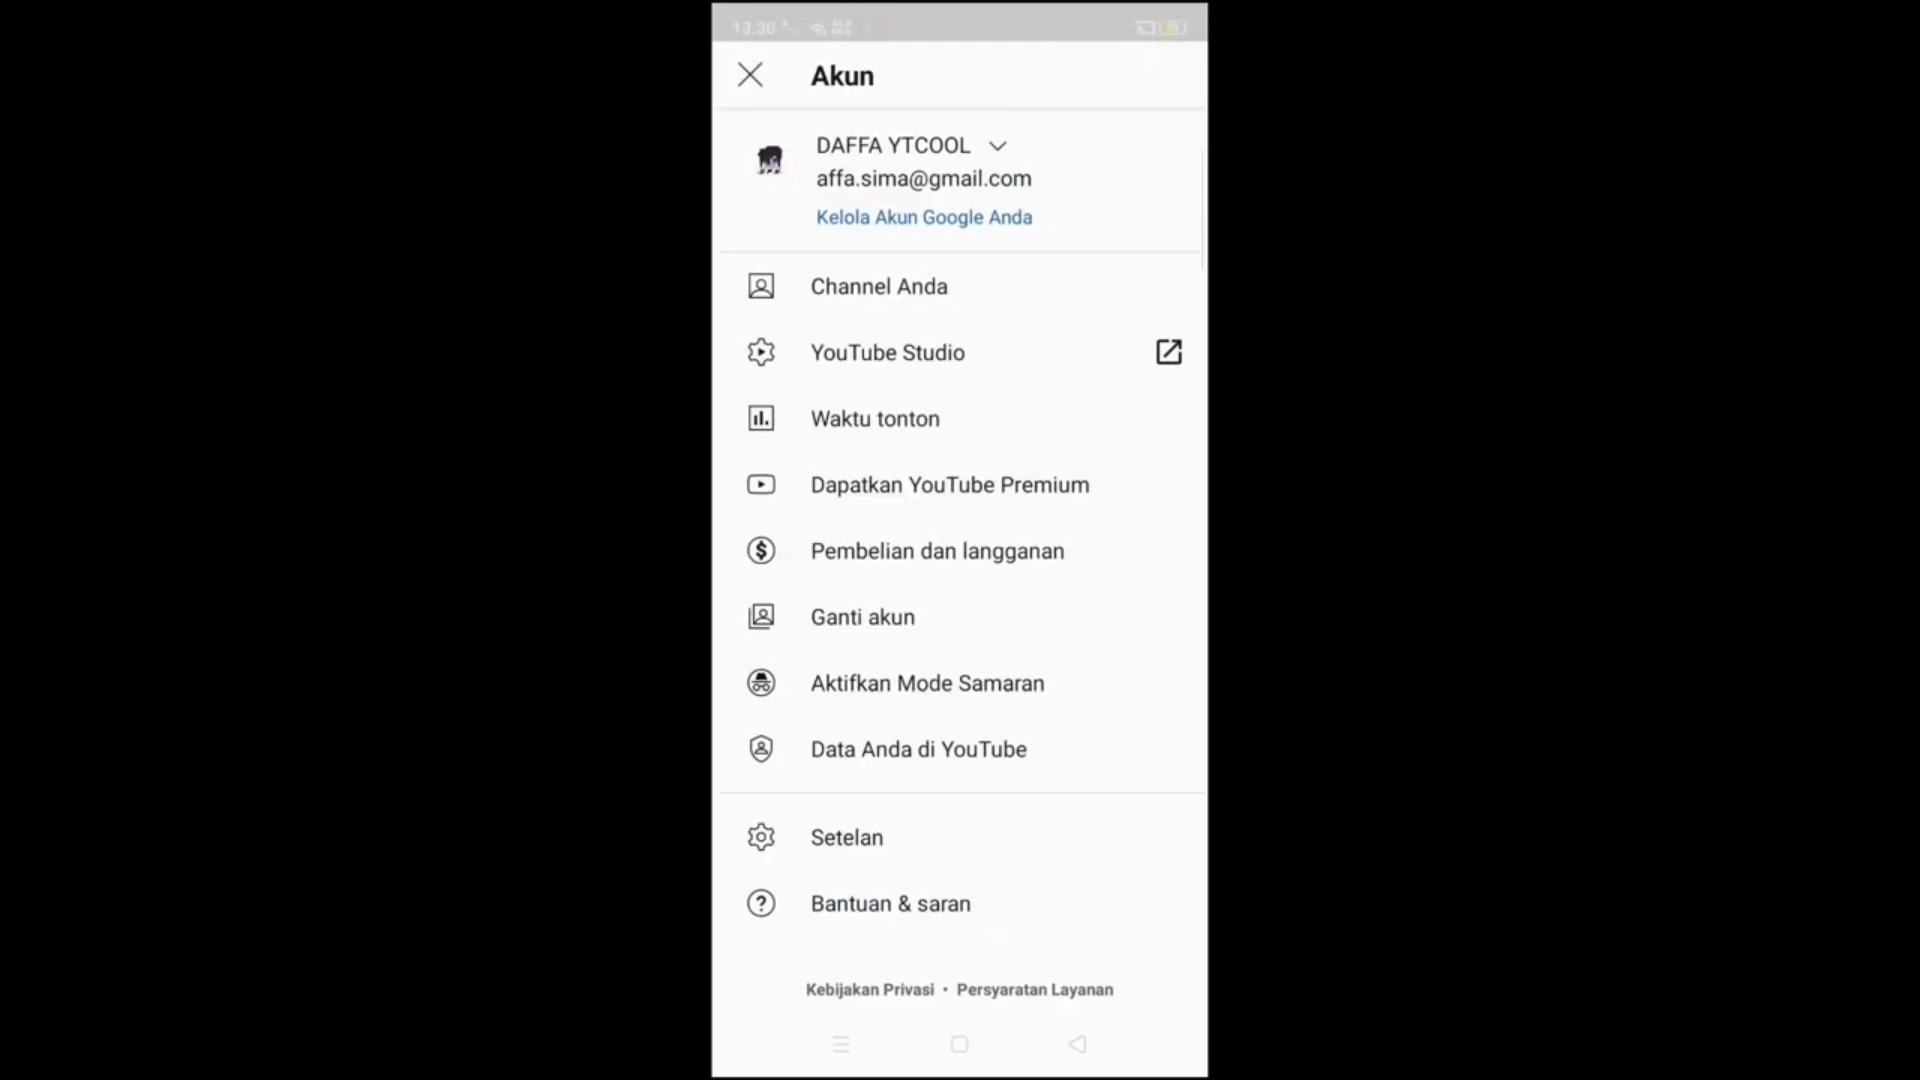 13.30
Akun
DAFFA YTCOOL
affa.sima@gmail.com
Kelola Akun Google Anda
Channel Anda
YouTube Studio
Waktu tonton
Dapatkan YouTube Premium
Pembelian dan langganan
Ganti akun
Aktifkan Mode Samaran
Data Anda di YouTube
Setelan
Bantuan & saran
Kebijakan Privasi • Persyaratan Layanan